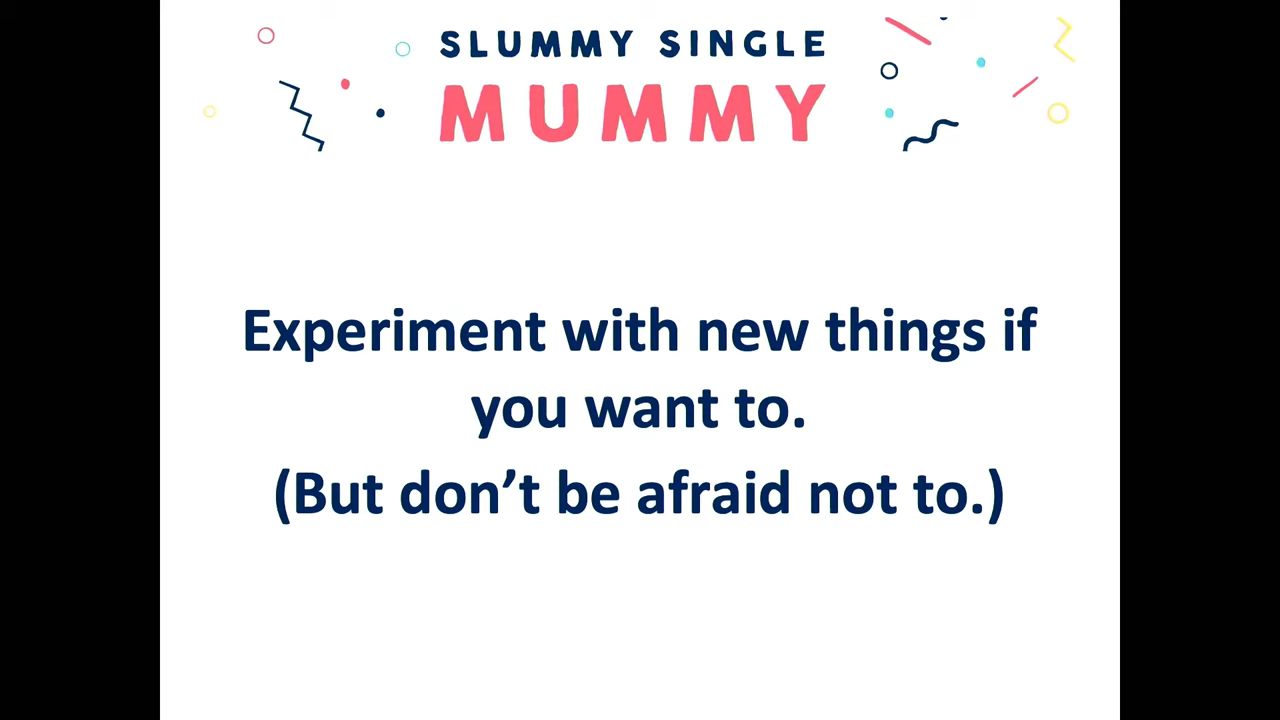 SLUMMY SINGLE
MUMMY
Experiment with new things if
you want to.
(But don’t be afraid not to.)